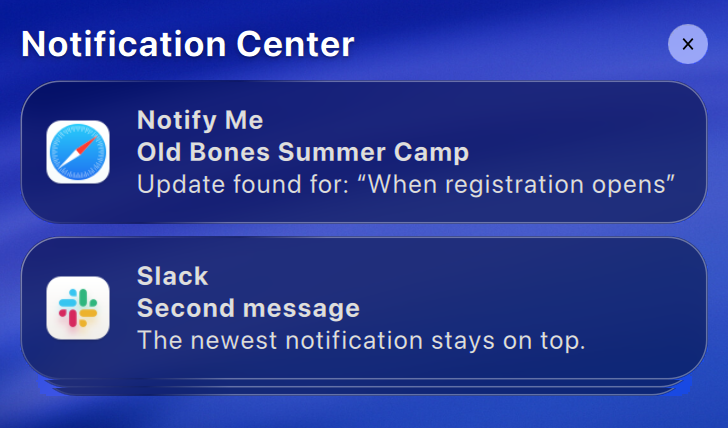 Notification Center
Notify Me
Old Bones Summer Camp
Update found for: “When registration opens”
Slack
Second message
The newest notification stays on top.